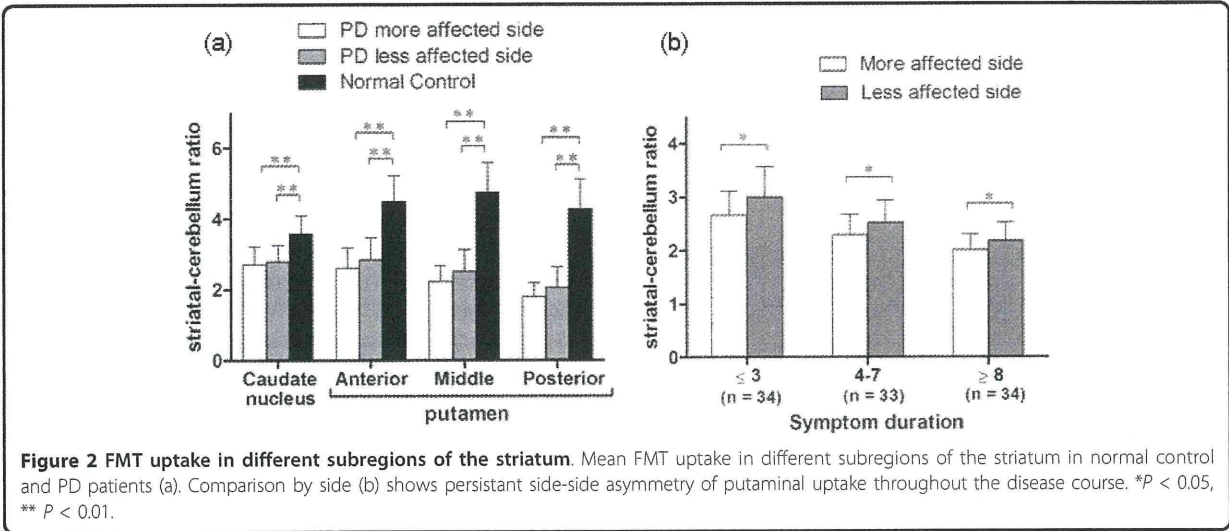 (a)
PD more affected side
PD less affected side
Normal Control
striatal-cerebellum ratio
6
4
2
0
** ** ** **
** ** ** **
Caudate nucleus
Anterior Middle Posterior
putamen
(b)
More affected side
Less affected side
striatal-cerebellum ratio
4
3
2
1
0
* * *
≤ 3 4-7 ≥ 8
(n = 34) (n = 33) (n = 34)
Symptom duration
Figure 2 FMT uptake in different subregions of the striatum. Mean FMT uptake in different subregions of the striatum in normal control
and PD patients (a). Comparison by side (b) shows persistant side-side asymmetry of putaminal uptake throughout the disease course. *P < 0.05,
** P < 0.01.